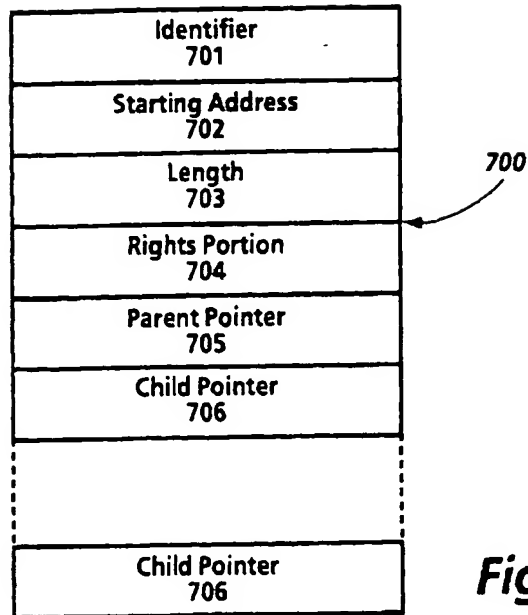 Identifier
701
Starting Address
702
Length
703
700
Rights Portion
704
Parent Pointer
705
Child Pointer
706
Child Pointer
706
Fig